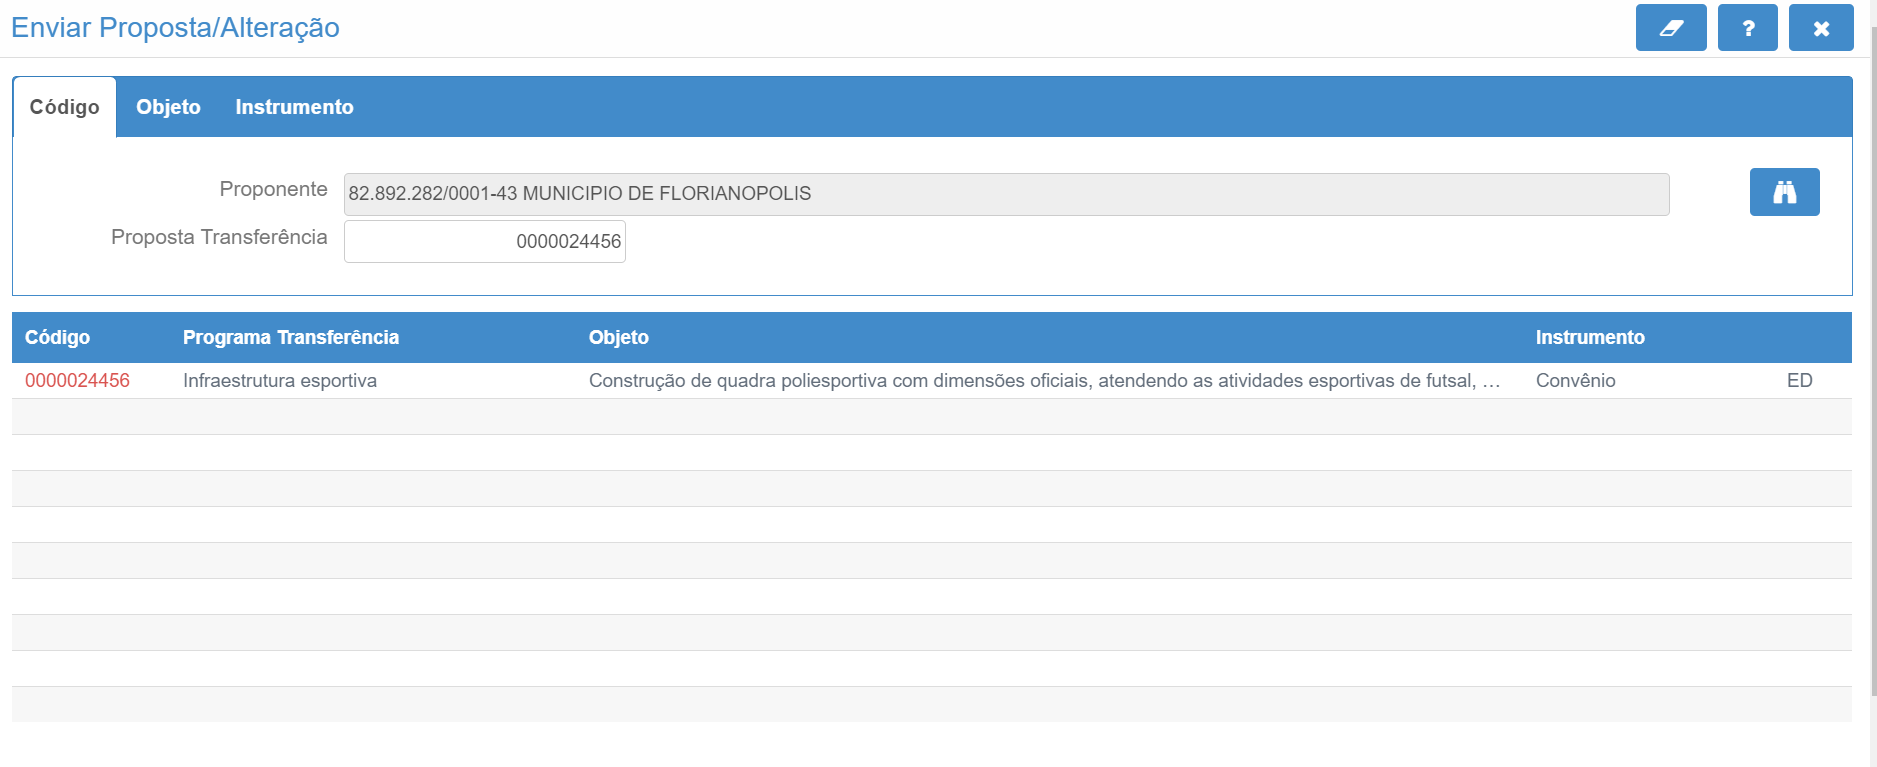 Enviar Proposta/Alteração
?
Código Objeto Instrumento
Proponente 82.892.282/0001-43 MUNICIPIO DE FLORIANOPOLIS
Proposta Transferência 0000024456
Código Programa Transferência Objeto Instrumento
0000024456 Infraestrutura esportiva Construção de quadra poliesportiva com dimensões oficiais, atendendo as atividades esportivas de futsal, ... Convênio ED